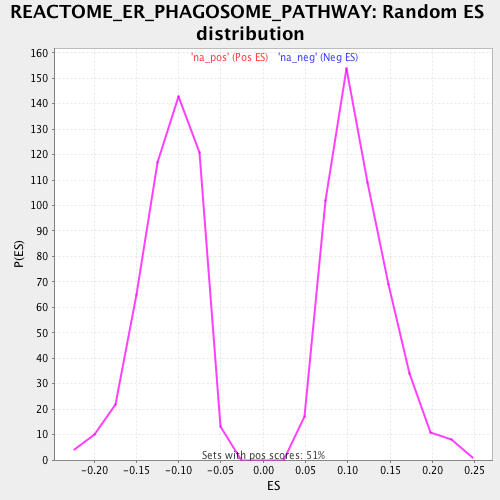 REACTOME_ER_PHAGOSOME_PATHWAY: Random ES
distribution
'na_pos' (Pos ES) 'na_neg' (Neg ES)
160
150
140
130
120
110
100
90
80
70
60
50
40
30
20
10
0
P(ES)
Sets with pos scores: 51%
-0.20 -0.15 -0.10 -0.05 0.00 0.05 0.10 0.15 0.20 0.25
ES